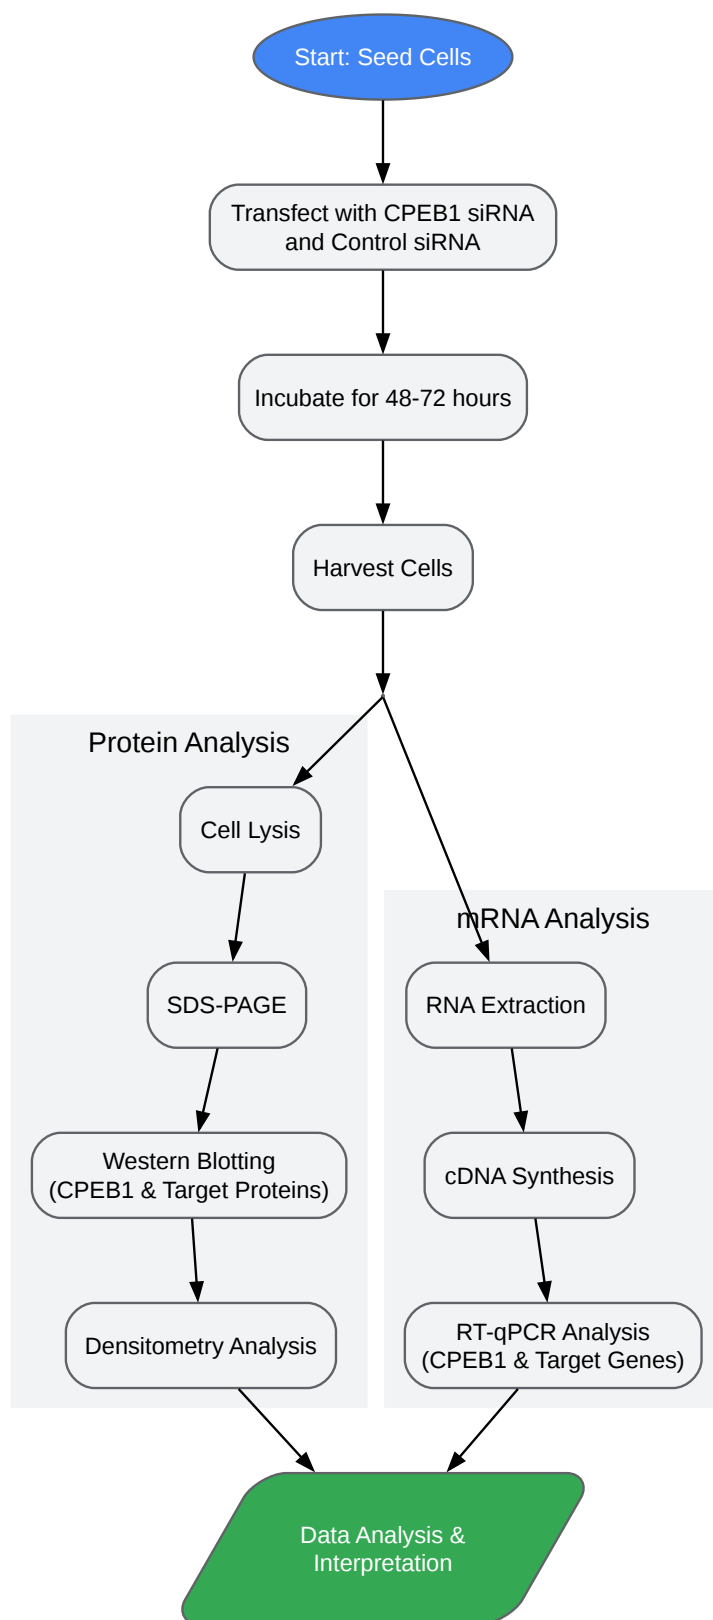 Start: Seed Cells
Transfect with CPEB1 siRNA
and Control siRNA
Incubate for 48-72 hours
Harvest Cells
Protein Analysis
Cell Lysis
SDS-PAGE
Western Blotting
(CPEB1 & Target Proteins)
Densitometry Analysis
mRNA Analysis
RNA Extraction
cDNA Synthesis
RT-qPCR Analysis
(CPEB1 & Target Genes)
Data Analysis &
Interpretation